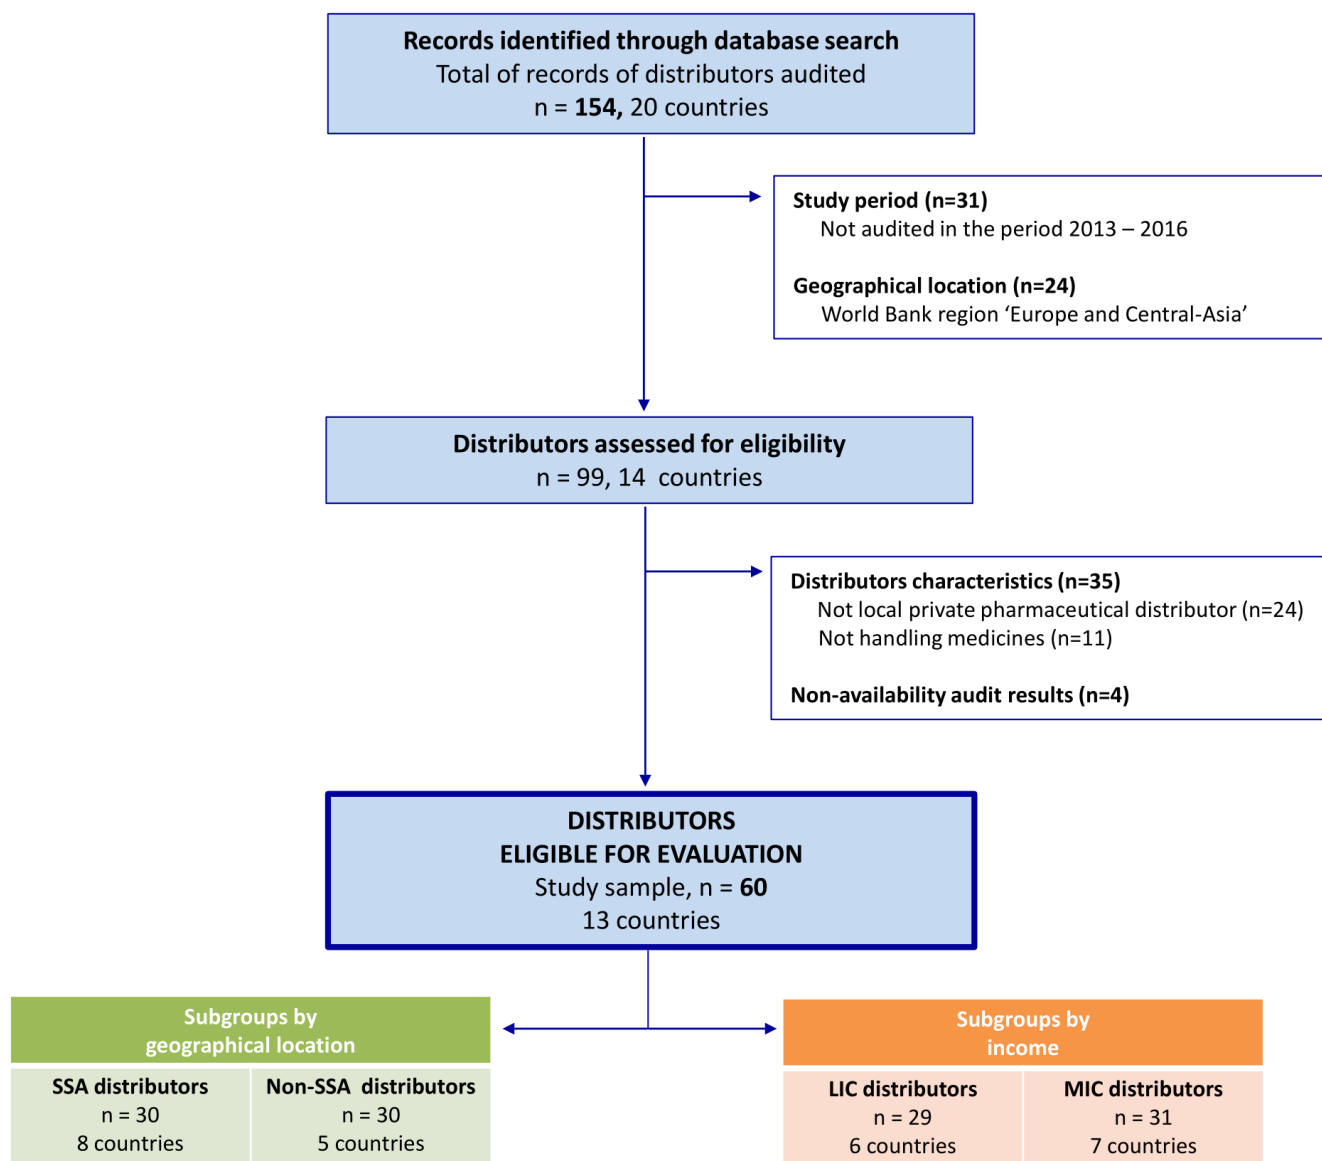 Records identified through database search
Total of records of distributors audited
n = 154, 20 countries
Study period (n=31)
Not audited in the period 2013 – 2016
Geographical location (n=24)
World Bank region ‘Europe and Central-Asia’
Distributors assessed for eligibility
n = 99, 14 countries
Distributors characteristics (n=35)
Not local private pharmaceutical distributor (n=24)
Not handling medicines (n=11)
Non-availability audit results (n=4)
DISTRIBUTORS
ELIGIBLE FOR EVALUATION
Study sample, n = 60
13 countries
Subgroups by
geographical location
SSA distributors
n = 30
8 countries
Non-SSA distributors
n = 30
5 countries
Subgroups by
income
LIC distributors
n = 29
6 countries
MIC distributors
n = 31
7 countries